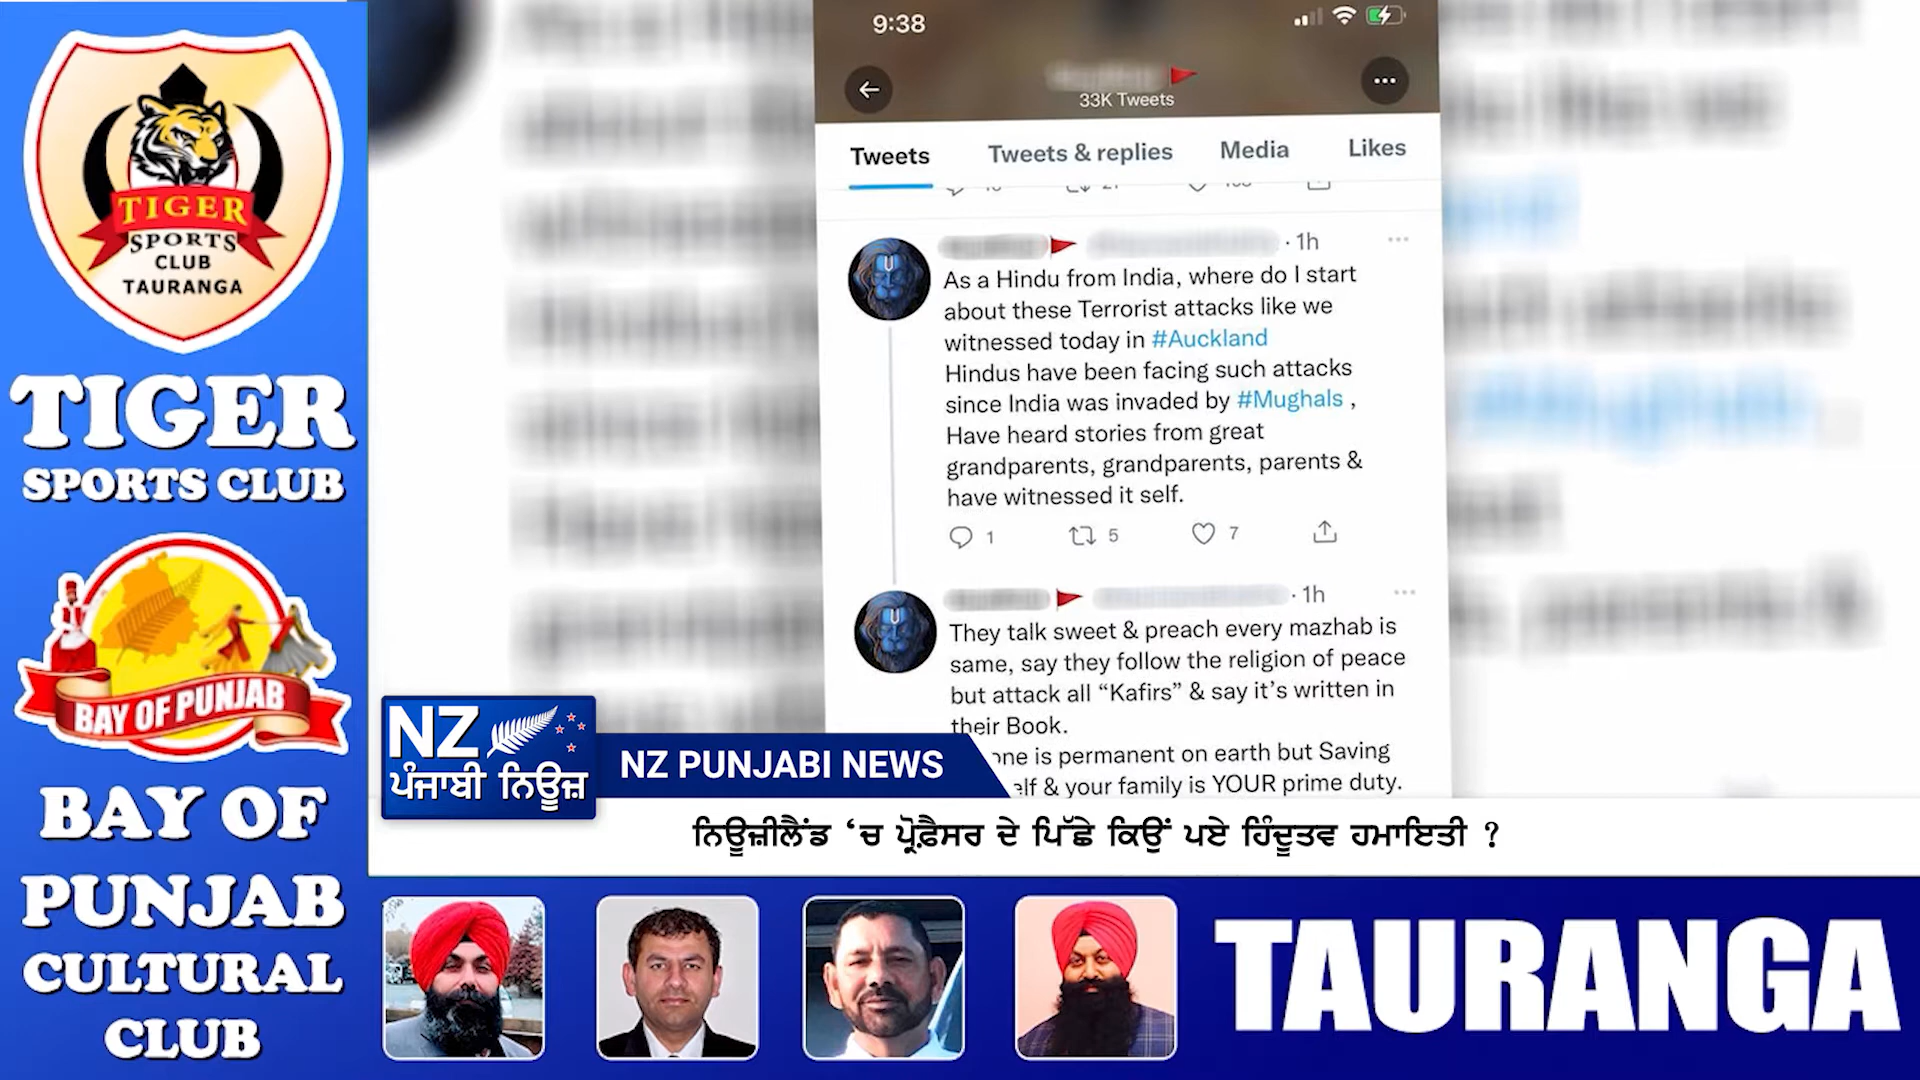 TIGER
SPORTS
CLUB
TAURANGA
TIGER
SPORTS CLUB
BAY OF PUNJAB
BAY OF
PUNJAB
CULTURAL
CLUB
9:38
33K Tweets
Tweets Tweets & replies Media Likes
· 1h
As a Hindu from India, where do I start
about these Terrorist attacks like we
witnessed today in #Auckland
Hindus have been facing such attacks
since India was invaded by #Mughals ,
Have heard stories from great
grandparents, grandparents, parents &
have witnessed it self.
1 5 7
· 1h
They talk sweet & preach every mazhab is
same, say they follow the religion of peace
but attack all “Kafirs” & say it’s written in
their Book.
is permanent on earth but Saving
& your family is YOUR prime duty.
NZ
ਪੰਜਾਬੀ ਨਿਊਜ਼
NZ PUNJABI NEWS
ਨਿਊਜ਼ੀਲੈਂਡ ‘ਚ ਪ੍ਰੋਫ਼ੈਸਰ ਦੇ ਪਿੱਛੇ ਕਿਉਂ ਪਏ ਹਿੰਦੂਤਵ ਹਮਾਇਤੀ ?
TAURANGA